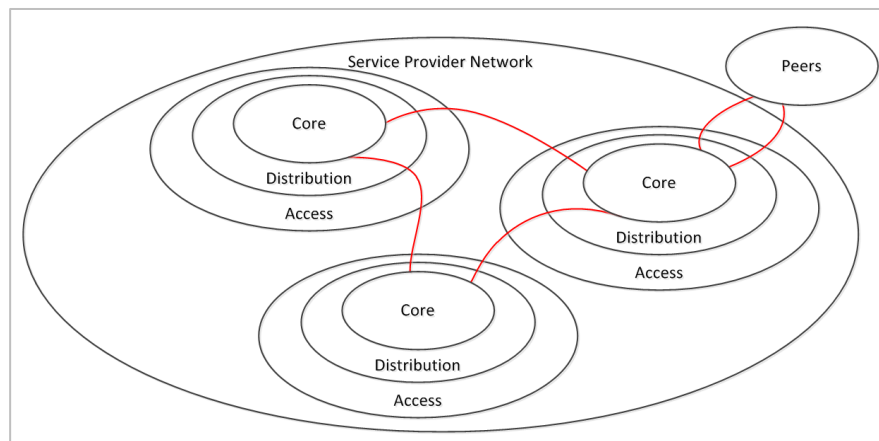 Service Provider Network
Peers
Core
Distribution
Access
Core
Distribution
Access
Core
Distribution
Access